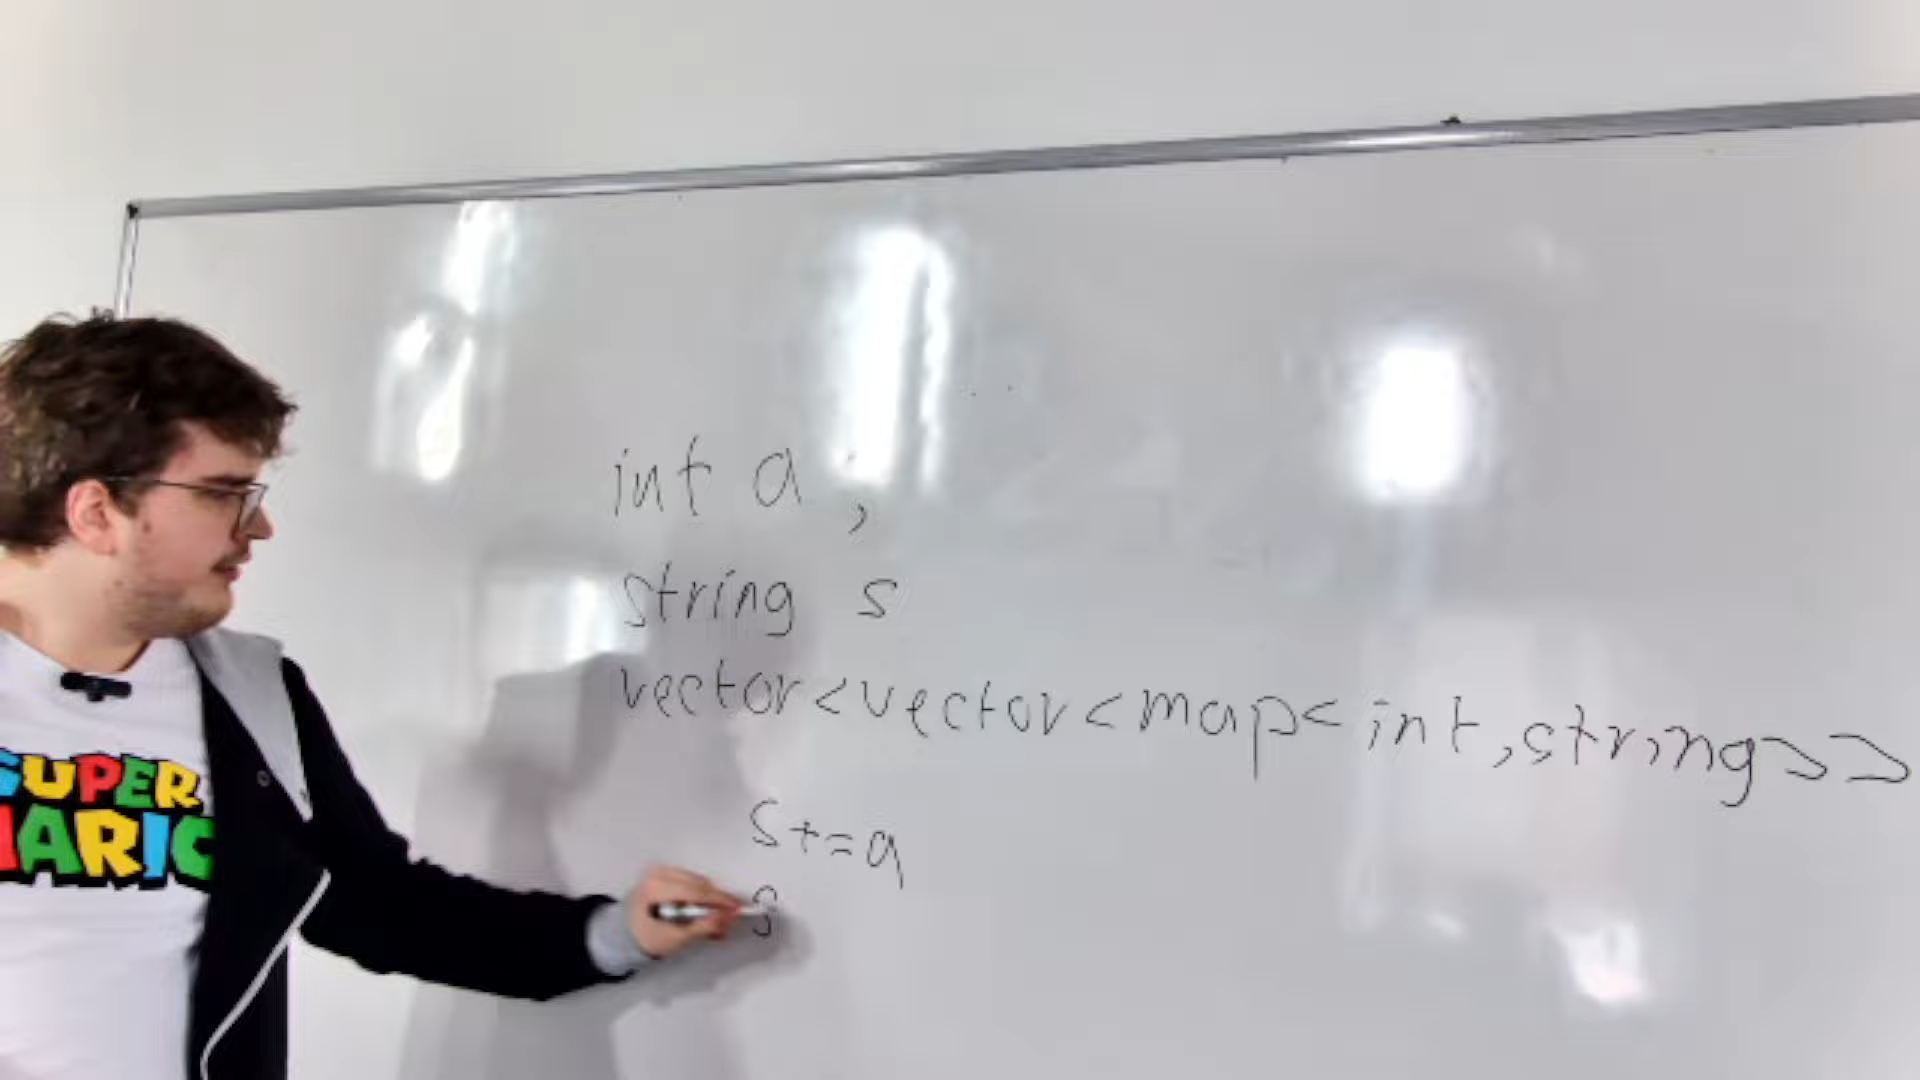 int a ;
string s
vector<vector<map<int,string>>
s+=a
s
SUPER
MARIO